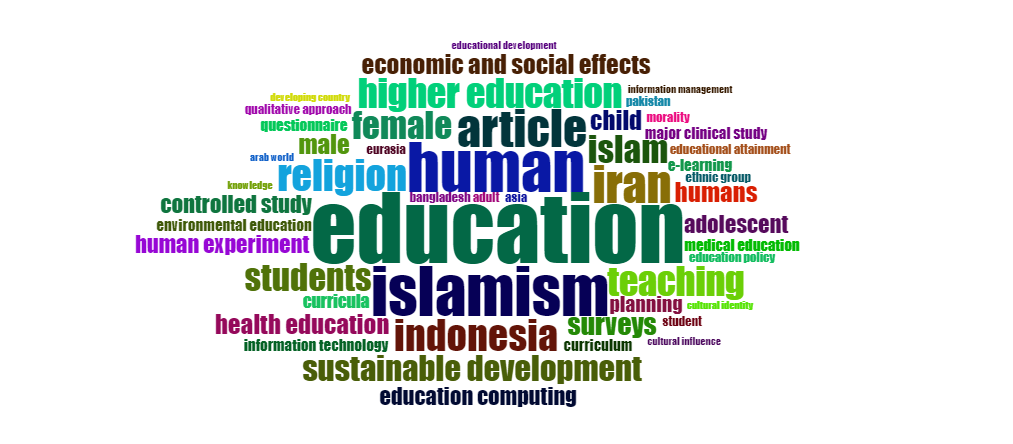 educational development
economic and social effects
higher education
information management
developing country
pakistan
qualitative approach
female
article
child
morality
questionnaire
major clinical study
male
eurasia
human
islam
educational attainment
arab world
religion
e-learning
knowledge
iran
ethnic group
humans
bangladesh
adult
asia
controlled study
education
adolescent
environmental education
human experiment
medical education
education policy
students
islamism
teaching
curricula
planning
cultural identity
health education
indonesia
surveys
student
information technology
curriculum
cultural influence
sustainable development
education computing